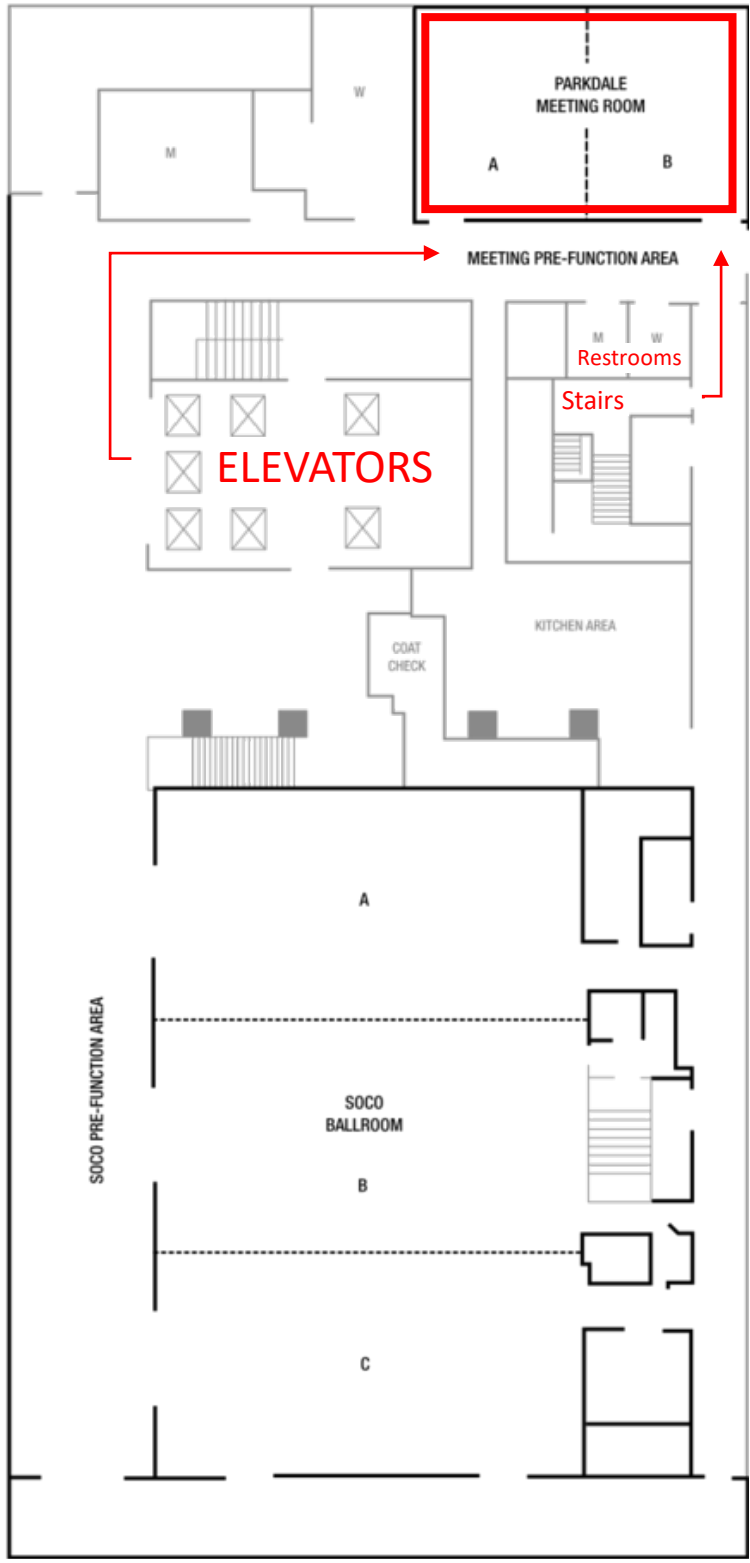 W
PARKDALE
MEETING ROOM
M
A
B
MEETING PRE-FUNCTION AREA
M
W
Restrooms
Stairs
ELEVATORS
KITCHEN AREA
COAT
CHECK
A
SOCO PRE-FUNCTION AREA
SOCO
BALLROOM
B
C